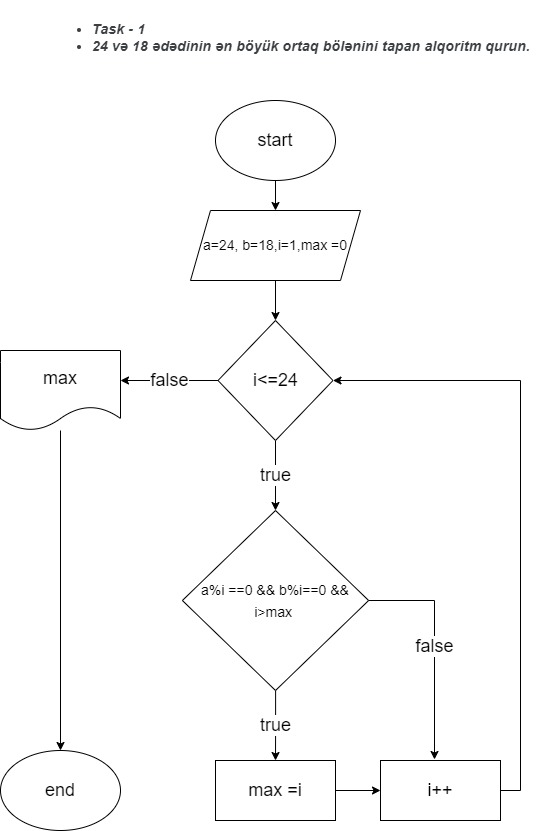 Task - 1
24 və 18 ədədinin ən böyük ortaq bölənini tapan alqoritm qurun.
start
a=24, b=18,i=1,max =0
i<=24
false
max
true
a%i ==0 && b%i==0 &&
i>max
false
true
max =i
i++
end